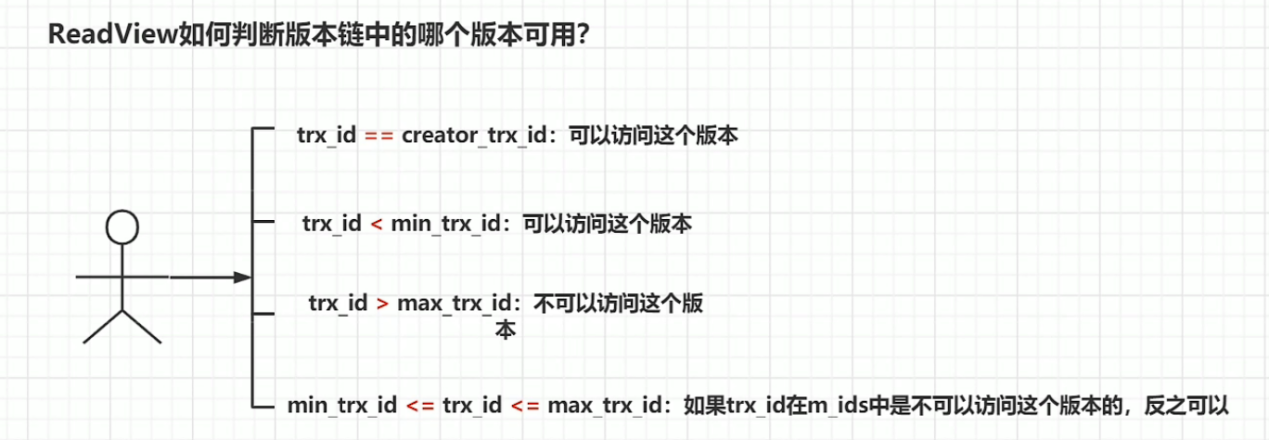 ReadView如何判断版本链中的哪个版本可用？
trx_id == creator_trx_id：可以访问这个版本
trx_id < min_trx_id：可以访问这个版本
trx_id > max_trx_id：不可以访问这个版
本
min_trx_id <= trx_id <= max_trx_id：如果trx_id在m_ids中是不可以访问这个版本的，反之可以